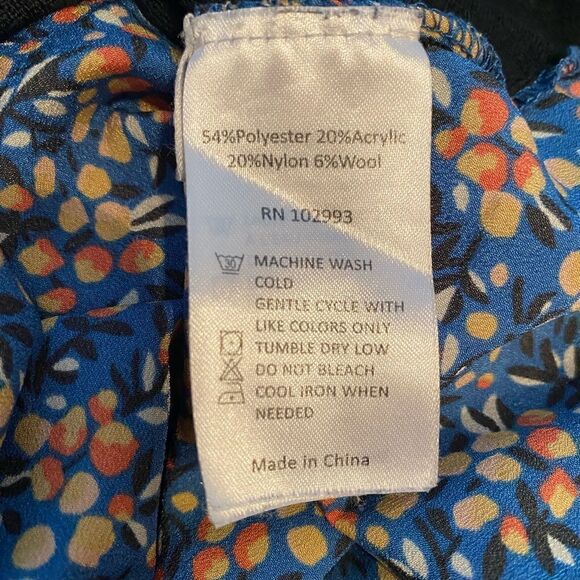 54%Polyester 20%Acrylic
20%Nylon 6%Wool
RN 102993
30
MACHINE WASH
COLD
GENTLE CYCLE WITH
LIKE COLORS ONLY
TUMBLE DRY LOW
DO NOT BLEACH
COOL IRON WHEN
NEEDED
Made in China